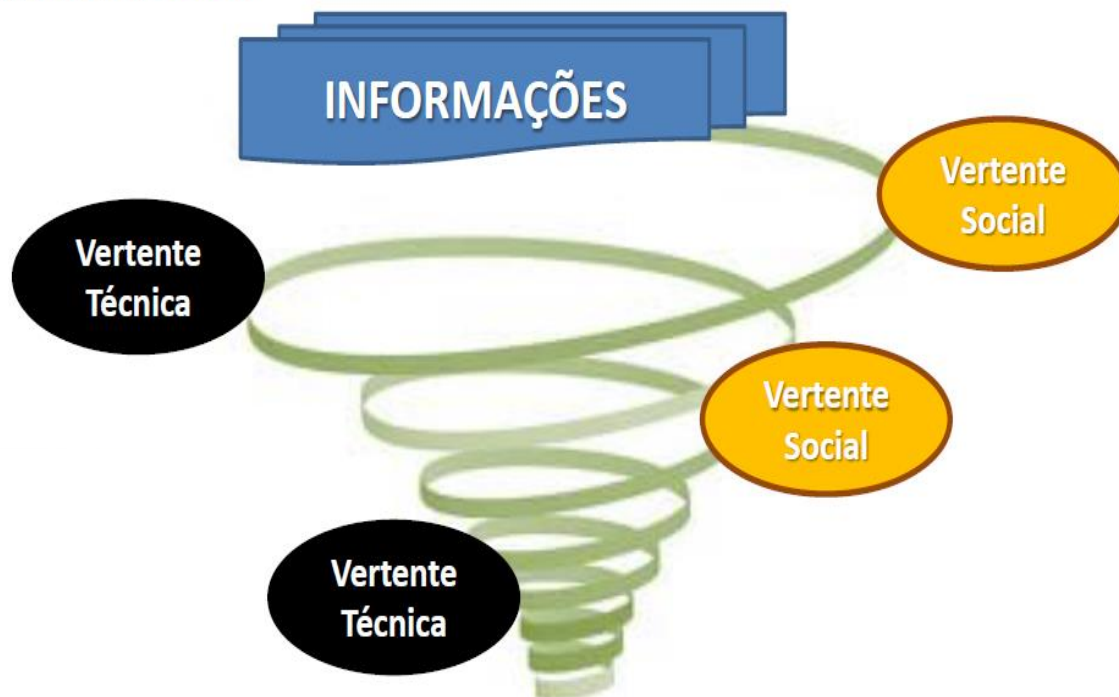 INFORMAÇÕES
Vertente
Social
Vertente
Técnica
Vertente
Social
Vertente
Técnica